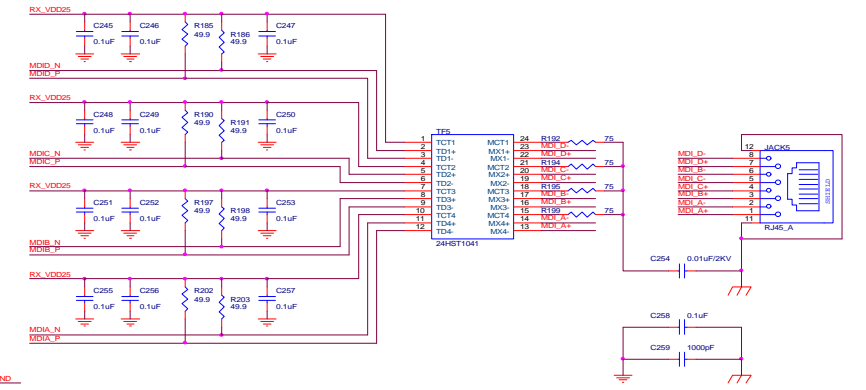 RX_VDD25
C245
0.1uF
C246
0.1uF
R185
49.9
R186
49.9
C247
0.1uF
MDID_N
MDID_P
RX_VDD25
C248
0.1uF
C249
0.1uF
R190
49.9
R191
49.9
C250
0.1uF
MDIC_N
MDIC_P
RX_VDD25
C251
0.1uF
C252
0.1uF
R197
49.9
R198
49.9
C253
0.1uF
MDIB_N
MDIB_P
RX_VDD25
C255
0.1uF
C256
0.1uF
R202
49.9
R203
49.9
C257
0.1uF
MDIA_N
MDIA_P
ND
TF5
1 TCT1 MCT1 24 R192 75
2 TD1+ MX1+ 23 MDI_D-
3 TD1- MX1- 22 MDI_D+
4 TCT2 MCT2 21 R194 75
5 TD2+ MX2+ 20 MDI_C-
6 TD2- MX2- 19 MDI_C+
7 TCT3 MCT3 18 R195 75
8 TD3+ MX3+ 17 MDI_B-
9 TD3- MX3- 16 MDI_B+
10 TCT4 MCT4 15 R199 75
11 TD4+ MX4+ 14 MDI_A-
12 TD4- MX4- 13 MDI_A+
24HST1041
JACK5
12
MDI_D- 8
MDI_D+ 7
MDI_B- 6
MDI_C- 5
MDI_C+ 4
MDI_B+ 3
MDI_A- 2
MDI_A+ 1
11
SHIELD
RJ45_A
C254 0.01uF/2KV
C258 0.1uF
C259 1000pF